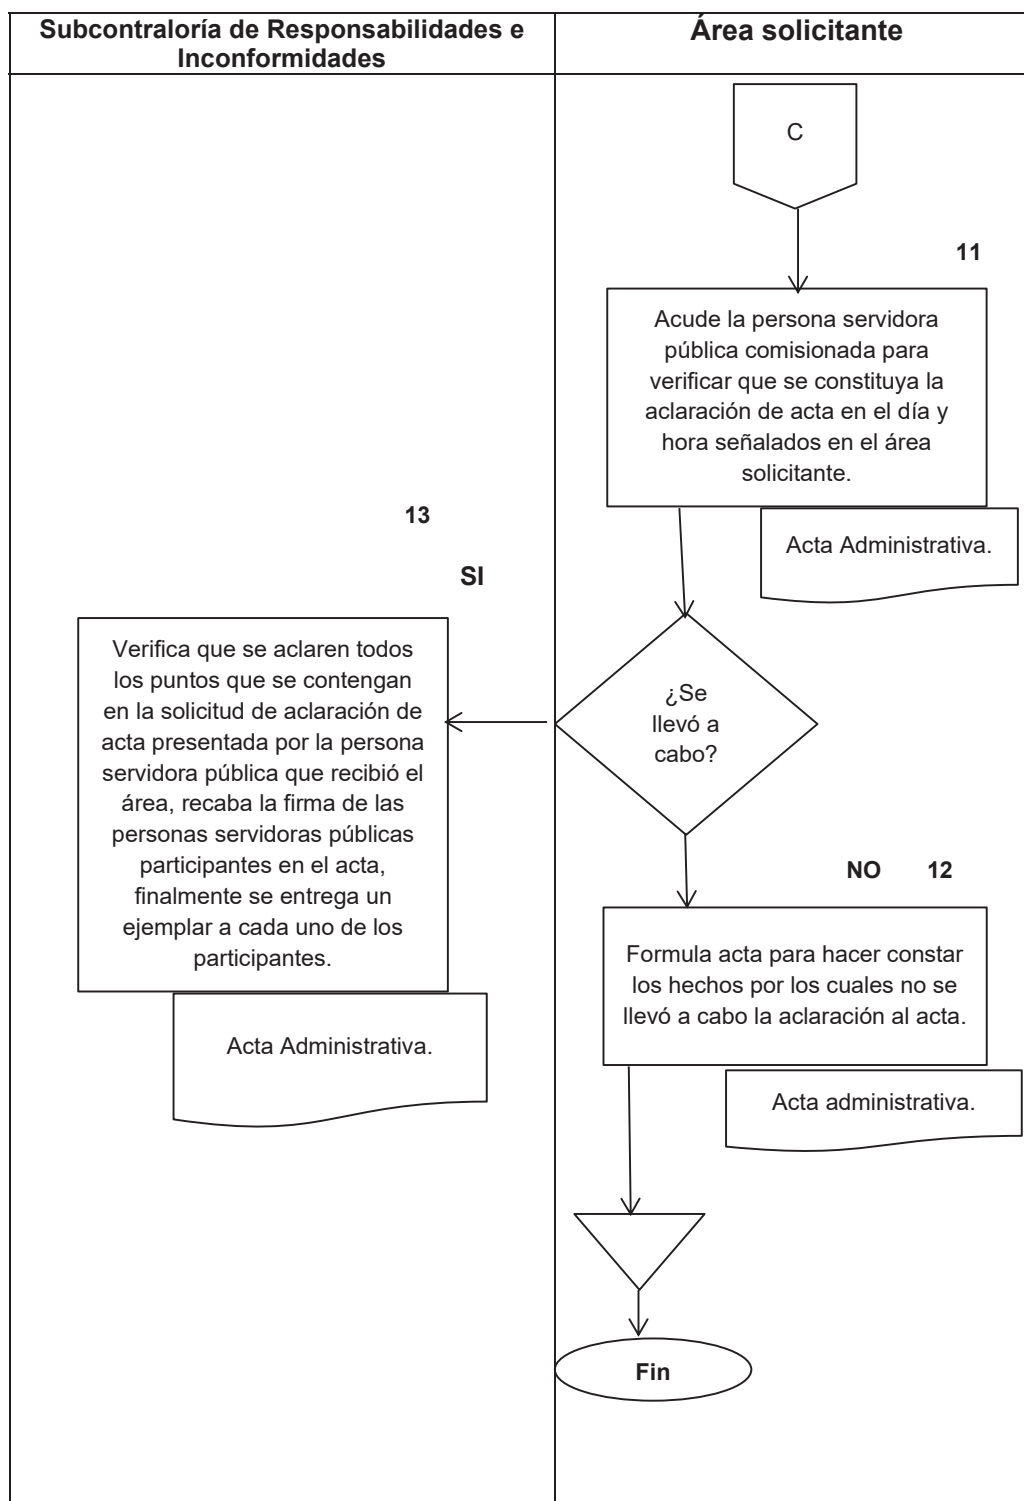 Subcontraloría de Responsabilidades e
Inconformidades
Área solicitante
C
11
Acude la persona servidora
pública comisionada para
verificar que se constituya la
aclaración de acta en el día y
hora señalados en el área
solicitante.
Acta Administrativa.
¿Se
llevó a
cabo?
13
SI
Verifica que se aclaren todos
los puntos que se contengan
en la solicitud de aclaración de
acta presentada por la persona
servidora pública que recibió el
área, recaba la firma de las
personas servidoras públicas
participantes en el acta,
finalmente se entrega un
ejemplar a cada uno de los
participantes.
Acta Administrativa.
NO 12
Formula acta para hacer constar
los hechos por los cuales no se
llevó a cabo la aclaración al acta.
Acta administrativa.
Fin